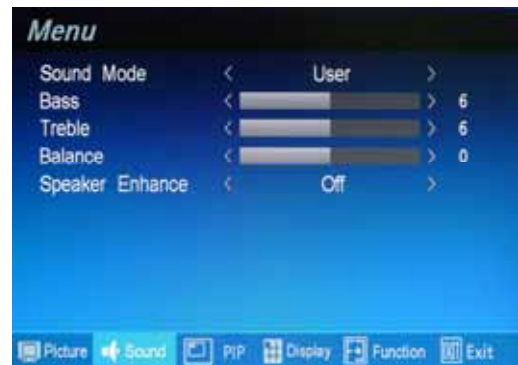 Menu
Sound Mode < User >
Bass < > 6
Treble < > 6
Balance < > 0
Speaker Enhance < Off >
Picture Sound PIP Display Function Exit